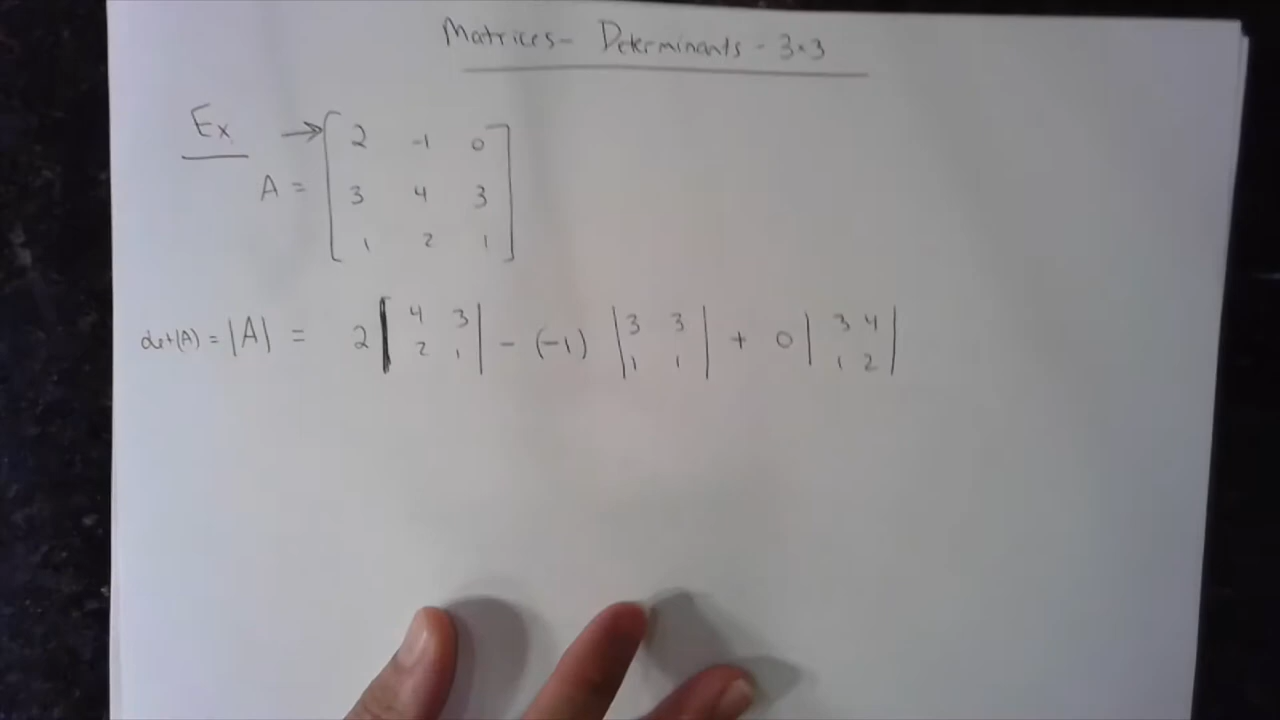 Matrices - Determinants - 3×3
Ex →
A = [ 2 -1 0
3 4 3
1 2 1 ]
det(A) = |A| = 2 | 4 3 | - (-1) | 3 3 | + 0 | 3 4 |
| 2 1 | | 1 1 | | 1 2 |